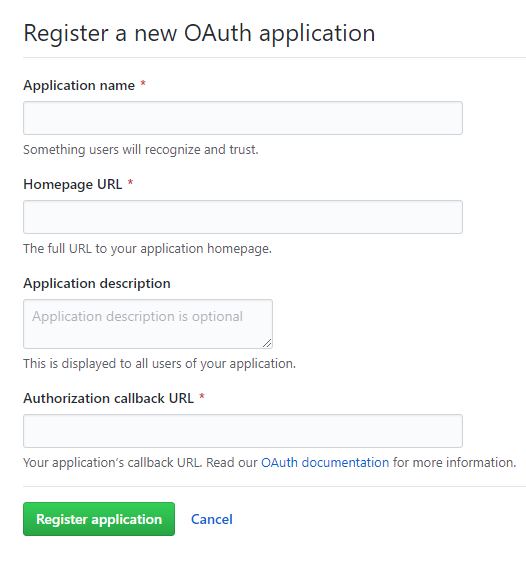 Register a new OAuth application
Application name *
Something users will recognize and trust.
Homepage URL *
The full URL to your application homepage.
Application description
Application description is optional
This is displayed to all users of your application.
Authorization callback URL *
Your application’s callback URL. Read our OAuth documentation for more information.
Register application Cancel